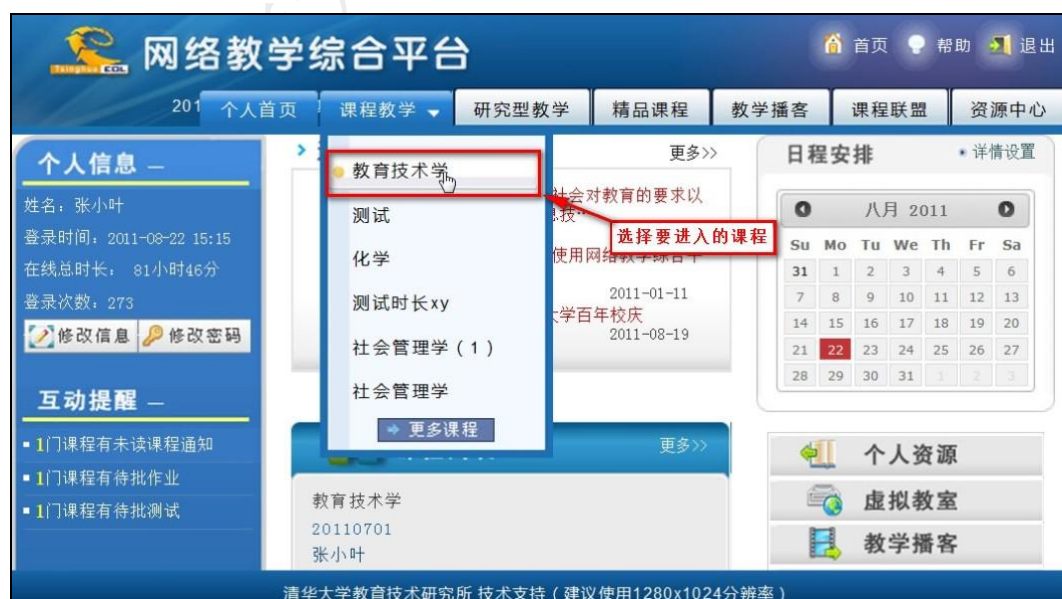 Tsinghua EOL
网络教学综合平台
首页 帮助 退出
201
个人首页 课程教学 研究型教学 精品课程 教学播客 课程联盟 资源中心
个人信息
姓名：张小叶
登录时间：2011-08-22 15:15
在线总时长： 81小时46分
登录次数：273
修改信息 修改密码
互动提醒
1门课程有未读课程通知
1门课程有待批作业
1门课程有待批测试
教育技术学
测试
化学
测试时长xy
社会管理学（1）
社会管理学
更多课程
更多>>
社会对教育的要求以
选择要进入的课程
使用网络教学综合平
2011-01-11
大学百年校庆
2011-08-19
更多>>
教育技术学
20110701
张小叶
日程安排 详情设置
八月 2011
Su Mo Tu We Th Fr Sa
31 1 2 3 4 5 6
7 8 9 10 11 12 13
14 15 16 17 18 19 20
21 22 23 24 25 26 27
28 29 30 31 1 2 3
个人资源
虚拟教室
教学播客
清华大学教育技术研究所 技术支持（建议使用1280x1024分辨率）